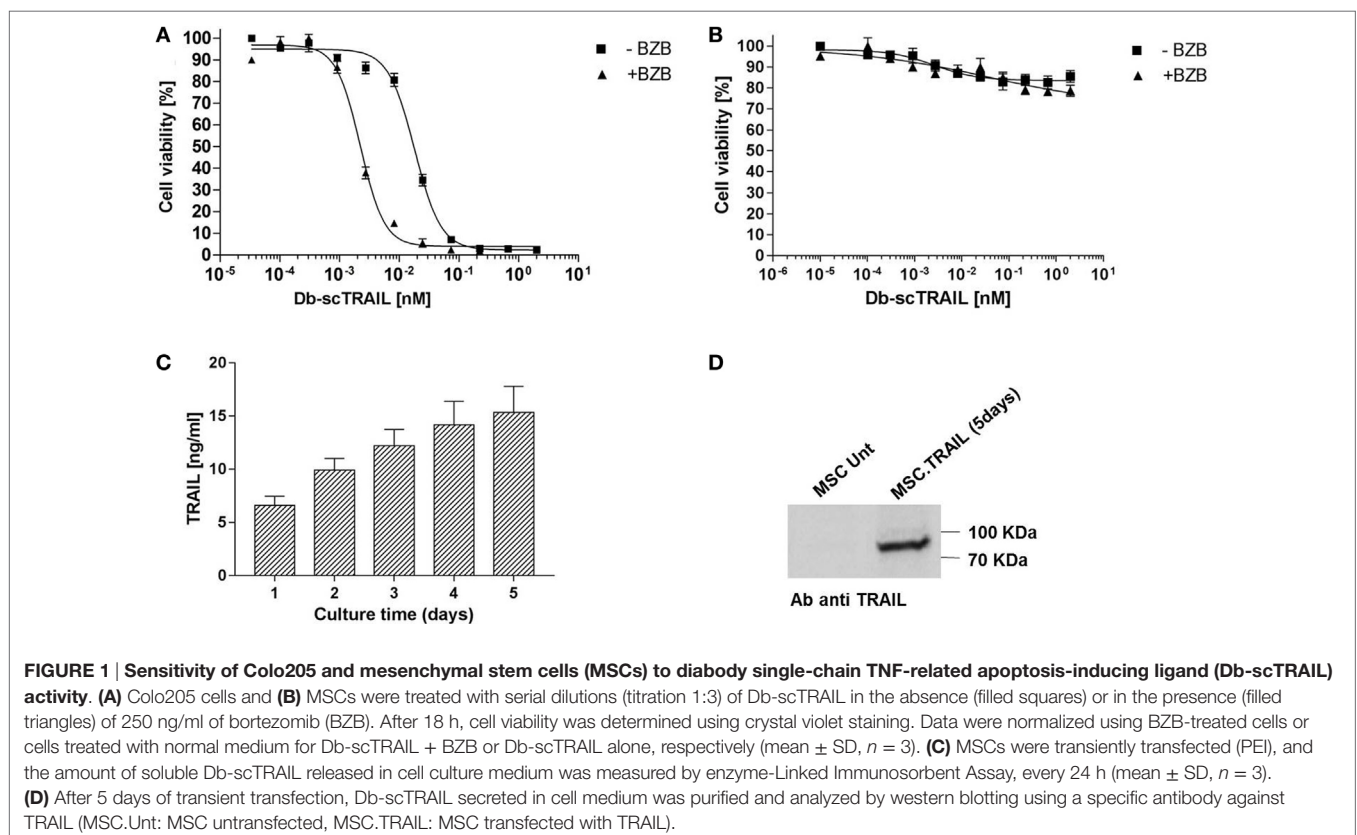 A
100
90
80
70
60
50
40
30
20
10
0
Cell viability [%]
10-5 10-4 10-3 10-2 10-1 100 101
Db-scTRAIL [nM]
- BZB
+BZB
B
100
90
80
70
60
50
40
30
20
10
0
Cell viability [%]
10-6 10-5 10-4 10-3 10-2 10-1 100 101
Db-scTRAIL [nM]
- BZB
+BZB
C
20
15
10
5
0
TRAIL [ng/ml]
1 2 3 4 5
Culture time (days)
D
MSC Unt
MSC.TRAIL (5days)
100 KDa
70 KDa
Ab anti TRAIL
FIGURE 1 | Sensitivity of Colo205 and mesenchymal stem cells (MSCs) to diabody single-chain TNF-related apoptosis-inducing ligand (Db-scTRAIL)
activity. (A) Colo205 cells and (B) MSCs were treated with serial dilutions (titration 1:3) of Db-scTRAIL in the absence (filled squares) or in the presence (filled
triangles) of 250 ng/ml of bortezomib (BZB). After 18 h, cell viability was determined using crystal violet staining. Data were normalized using BZB-treated cells or
cells treated with normal medium for Db-scTRAIL + BZB or Db-scTRAIL alone, respectively (mean ± SD, n = 3). (C) MSCs were transiently transfected (PEI), and
the amount of soluble Db-scTRAIL released in cell culture medium was measured by enzyme-Linked Immunosorbent Assay, every 24 h (mean ± SD, n = 3).
(D) After 5 days of transient transfection, Db-scTRAIL secreted in cell medium was purified and analyzed by western blotting using a specific antibody against
TRAIL (MSC.Unt: MSC untransfected, MSC.TRAIL: MSC transfected with TRAIL).